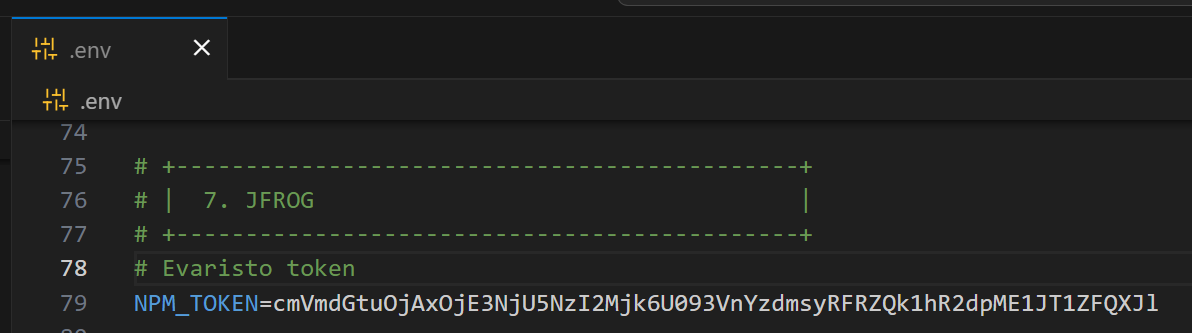 .env
.env
74
75 # +--------------------------------------------+
76 # |  7. JFROG                                  |
77 # +--------------------------------------------+
78 # Evaristo token
79 NPM_TOKEN=cmVmdGtuOjAxOjE3NjU5NzI2Mjk6U093VnYzdmsyRFRZQk1hR2dpME1JT1ZFQXJl